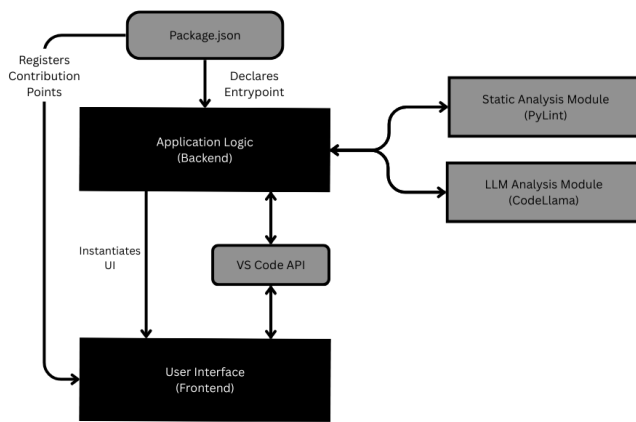 Package.json
Registers
Contribution
Points
Declares
Entrypoint
Static Analysis Module
(PyLint)
Application Logic
(Backend)
LLM Analysis Module
(CodeLlama)
Instantiates
UI
VS Code API
User Interface
(Frontend)